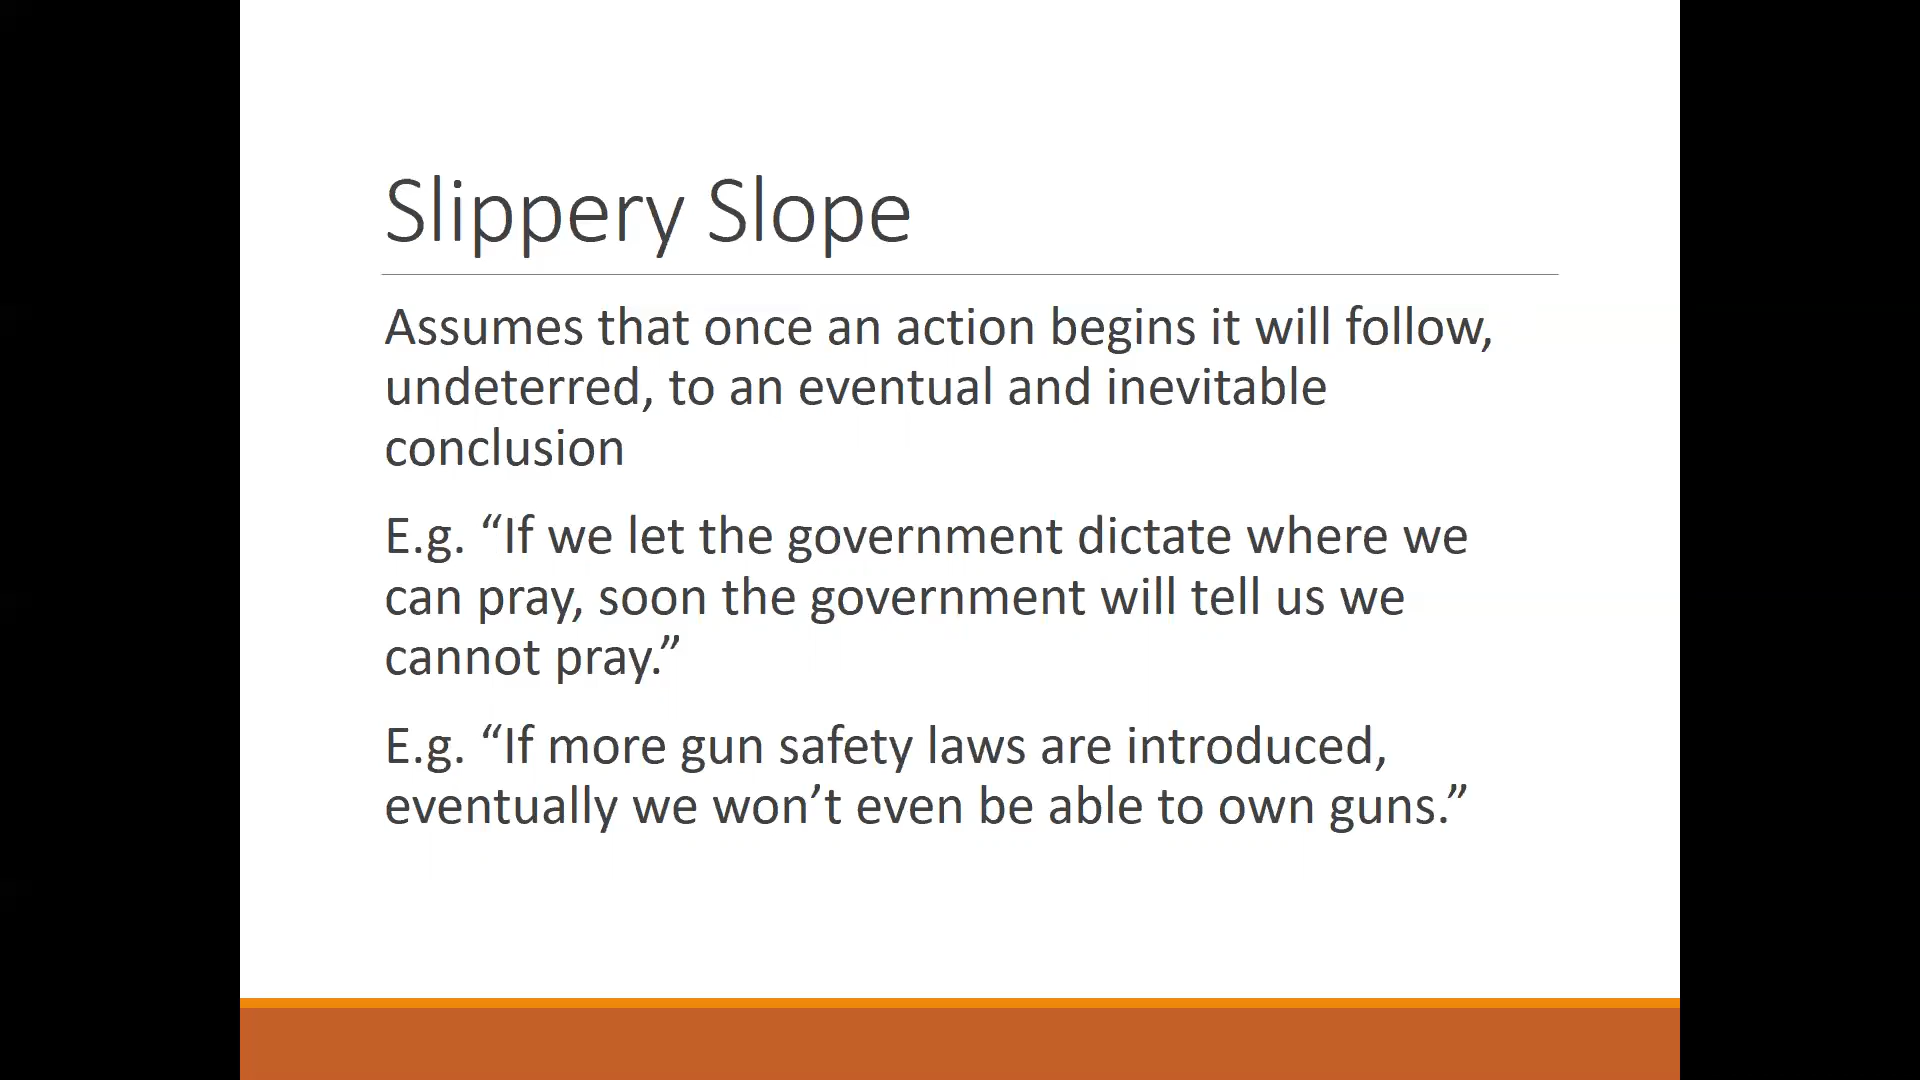 Slippery Slope
Assumes that once an action begins it will follow,
undeterred, to an eventual and inevitable
conclusion
E.g. “If we let the government dictate where we
can pray, soon the government will tell us we
cannot pray.”
E.g. “If more gun safety laws are introduced,
eventually we won’t even be able to own guns.”